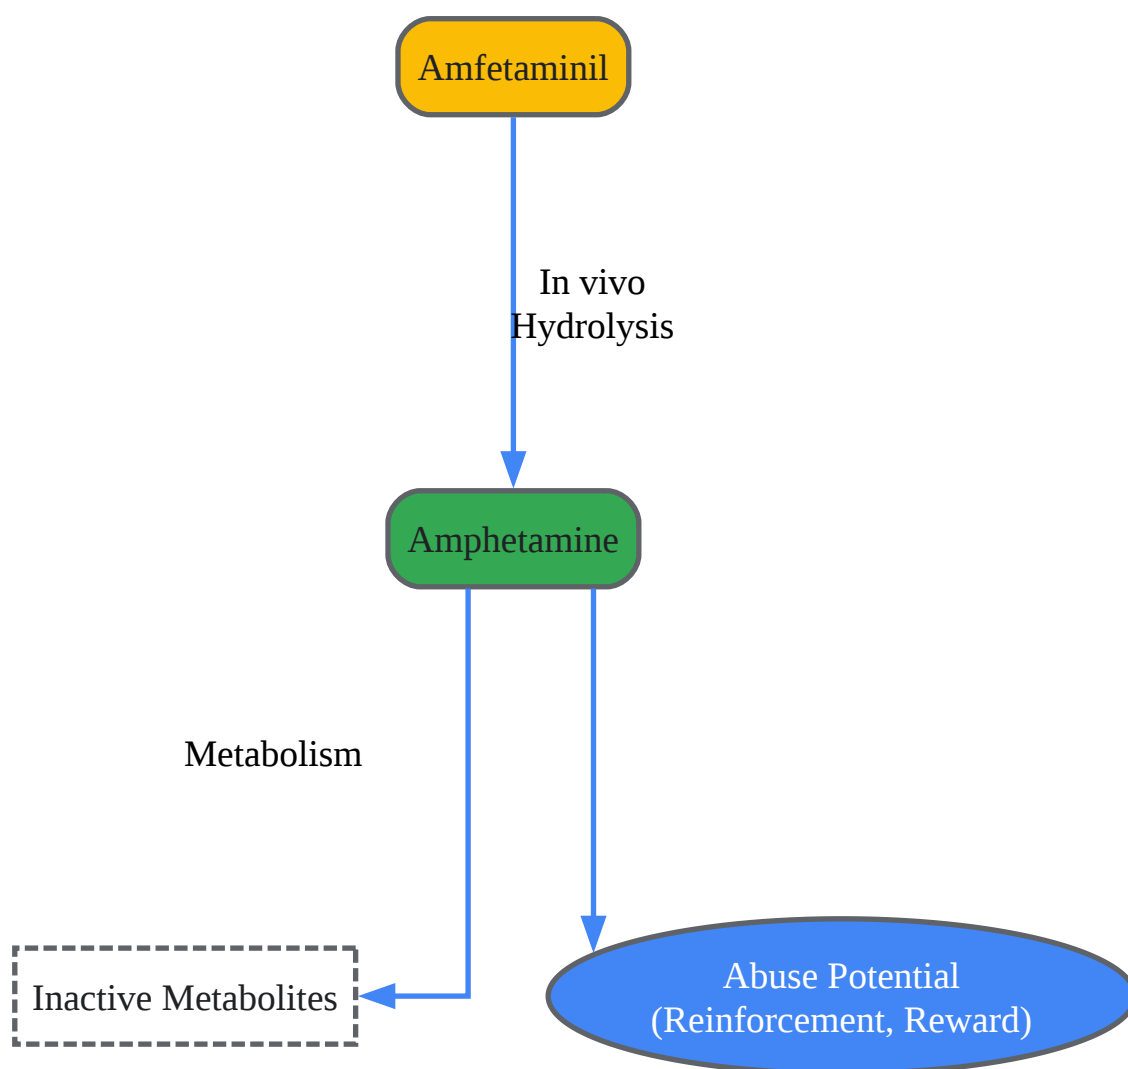 Amfetaminil
In vivo
Hydrolysis
Amphetamine
Metabolism
Inactive Metabolites
Abuse Potential
(Reinforcement, Reward)